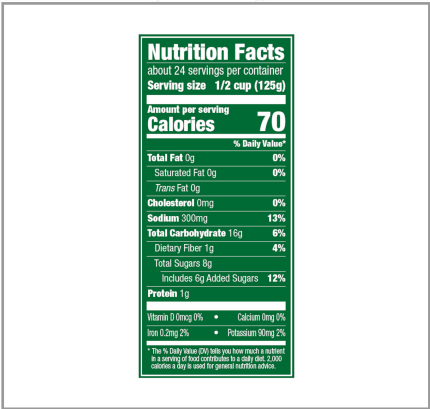 Nutrition Facts
about 24 servings per container
Serving size 1/2 cup (125g)
Amount per serving
Calories 70
% Daily Value*
Total Fat 0g 0%
Saturated Fat 0g 0%
Trans Fat 0g
Cholesterol 0mg 0%
Sodium 300mg 13%
Total Carbohydrate 16g 6%
Dietary Fiber 1g 4%
Total Sugars 8g
Includes 6g Added Sugars 12%
Protein 1g
Vitamin D 0mcg 0% • Calcium 0mg 0%
Iron 0.2mg 2% • Potassium 90mg 2%
* The % Daily Value (DV) tells you how much a nutrient
in a serving of food contributes to a daily diet. 2,000
calories a day is used for general nutrition advice.